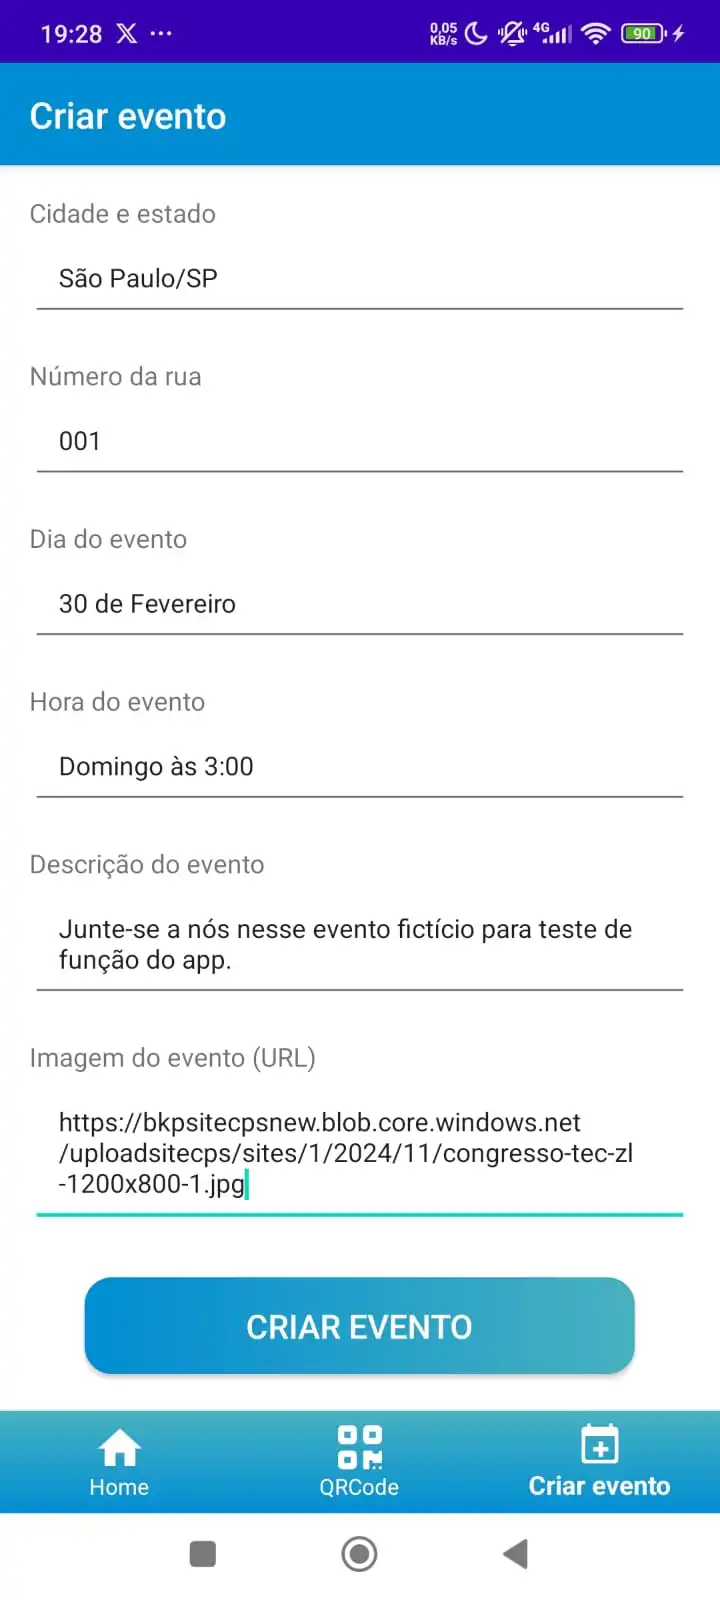 19:28 X ...
0,05
KB/s
4G
90
Criar evento
Cidade e estado
São Paulo/SP
Número da rua
001
Dia do evento
30 de Fevereiro
Hora do evento
Domingo às 3:00
Descrição do evento
Junte-se a nós nesse evento fictício para teste de
função do app.
Imagem do evento (URL)
https://bkpsitecpsnew.blob.core.windows.net
/uploadsitecps/sites/1/2024/11/congresso-tec-zl
-1200x800-1.jpg
CRIAR EVENTO
Home
QRCode
Criar evento